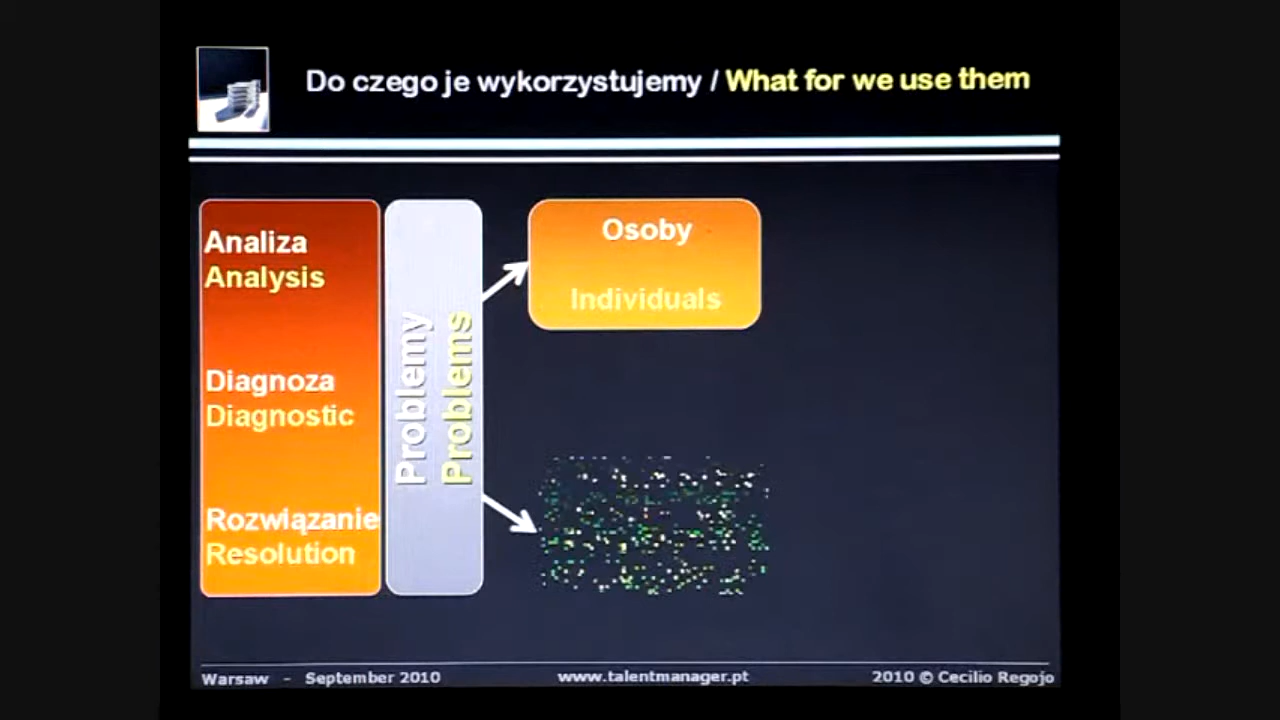 Do czego je wykorzystujemy / What for we use them
Analiza
Analysis
Diagnoza
Diagnostic
Rozwiązanie
Resolution
Problemy
Problems
Osoby
Individuals
Warsaw - September 2010
www.talentmanager.pt
2010 © Cecilio Regojo